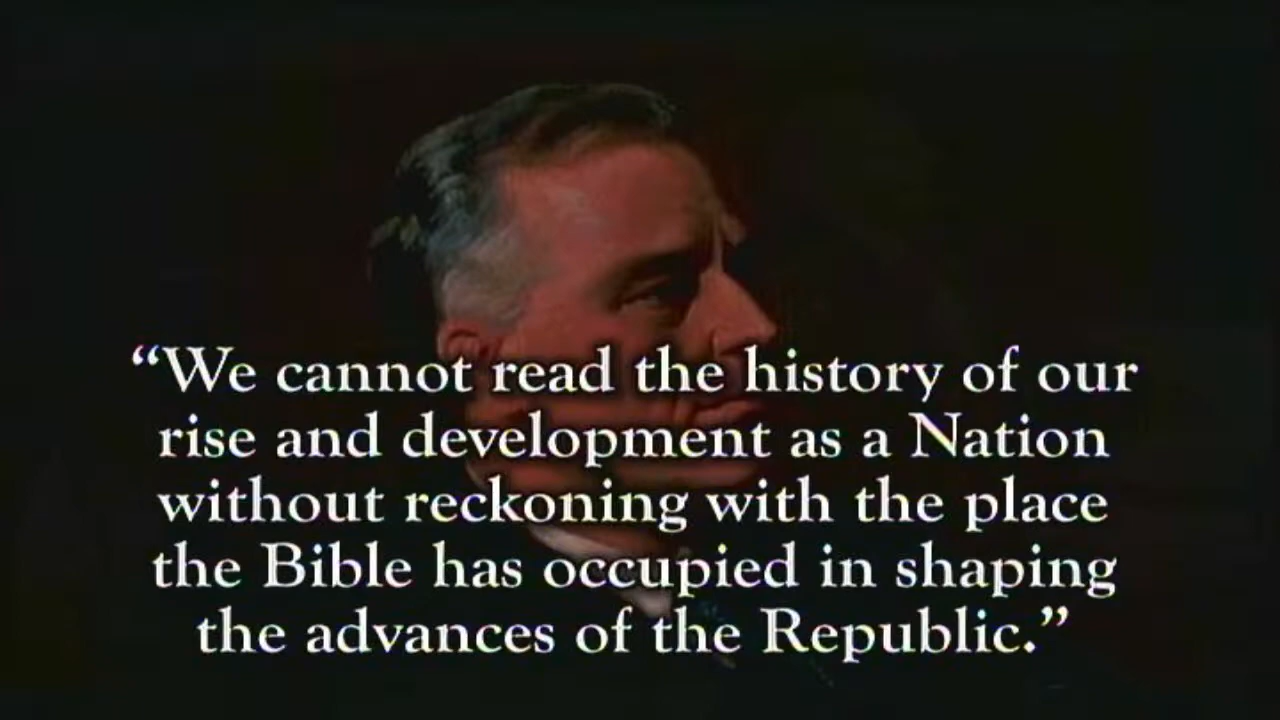 “We cannot read the history of our
rise and development as a Nation
without reckoning with the place
the Bible has occupied in shaping
the advances of the Republic.”